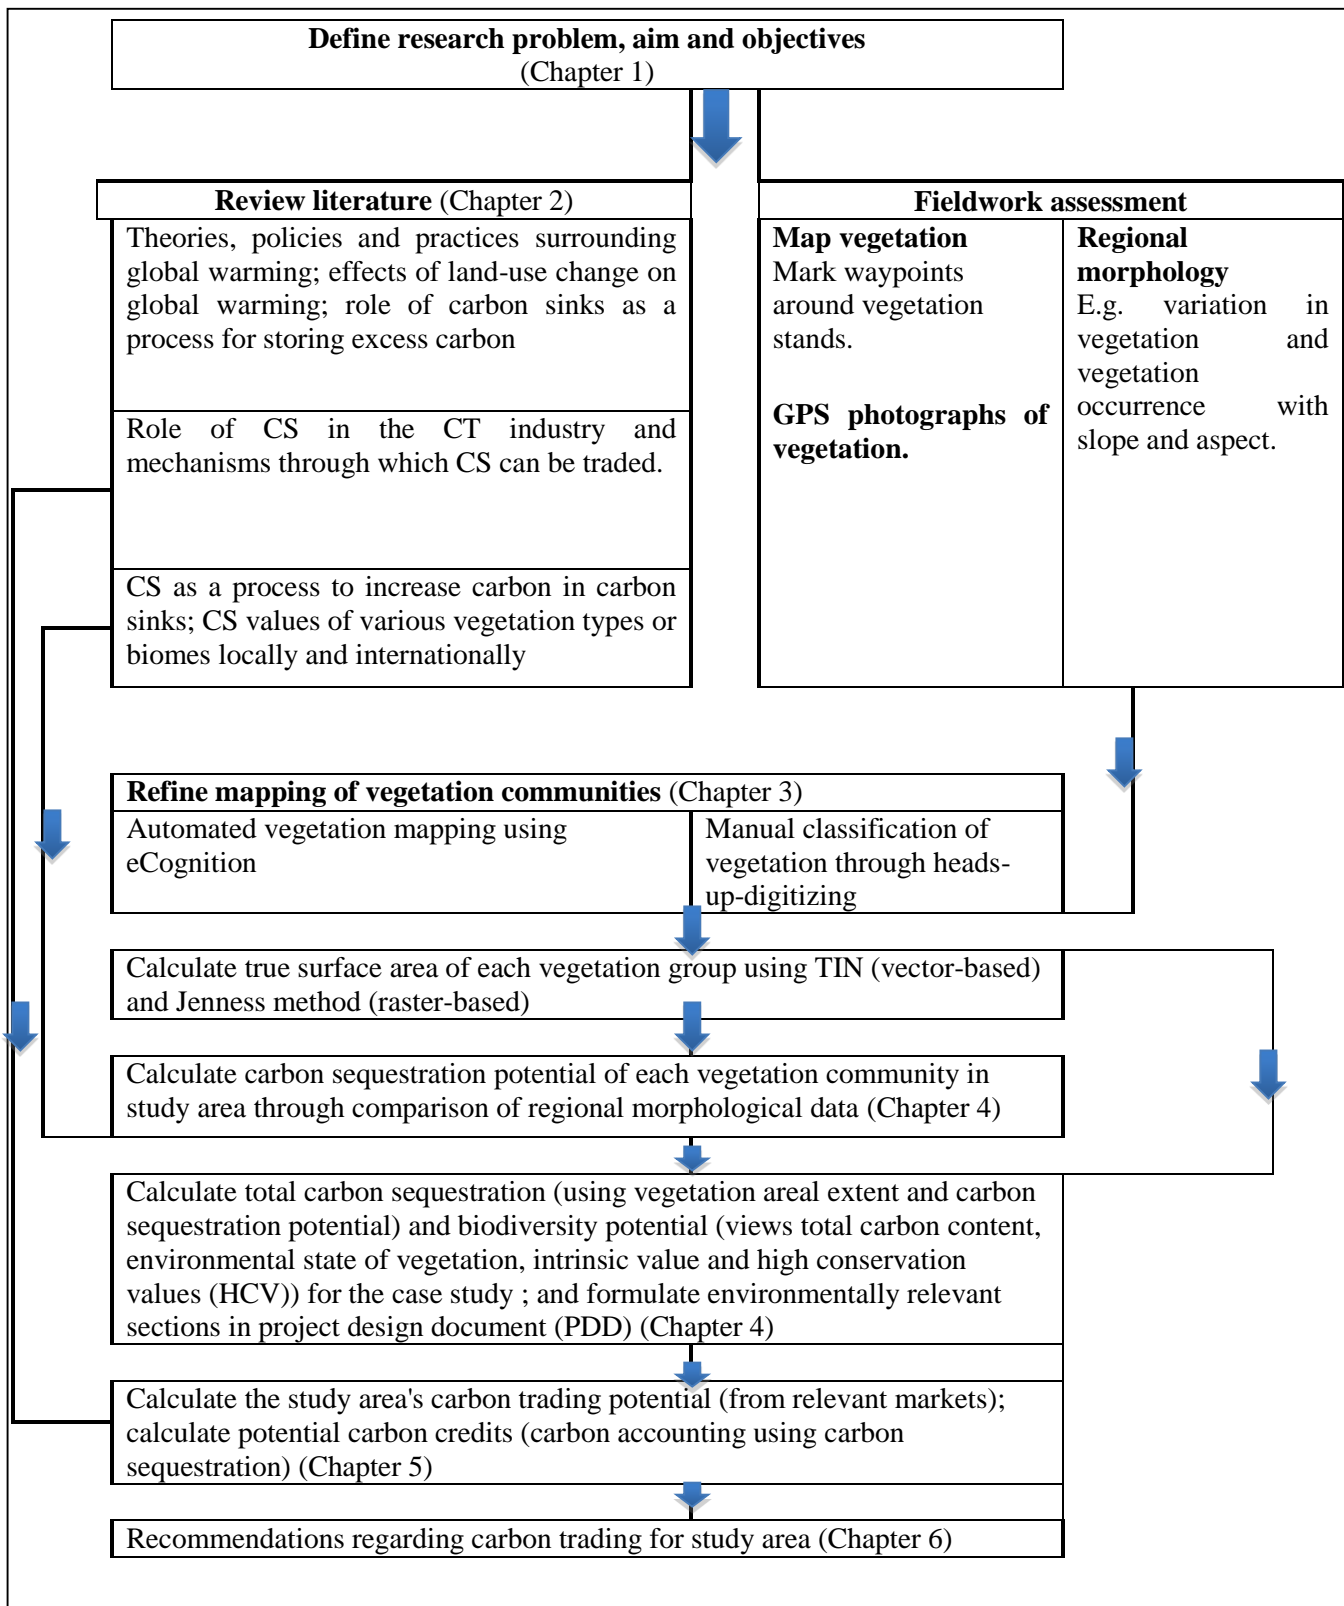 Define research problem, aim and objectives
(Chapter 1)
Review literature (Chapter 2)
Theories, policies and practices surrounding
global warming; effects of land-use change on
global warming; role of carbon sinks as a
process for storing excess carbon
Role of CS in the CT industry and
mechanisms through which CS can be traded.
CS as a process to increase carbon in carbon
sinks; CS values of various vegetation types or
biomes locally and internationally
Fieldwork assessment
Map vegetation
Mark waypoints
around vegetation
stands.
GPS photographs of
vegetation.
Regional
morphology
E.g. variation in
vegetation and
vegetation
occurrence with
slope and aspect.
Refine mapping of vegetation communities (Chapter 3)
Automated vegetation mapping using
eCognition
Manual classification of
vegetation through heads-
up-digitizing
Calculate true surface area of each vegetation group using TIN (vector-based)
and Jenness method (raster-based)
Calculate carbon sequestration potential of each vegetation community in
study area through comparison of regional morphological data (Chapter 4)
Calculate total carbon sequestration (using vegetation areal extent and carbon
sequestration potential) and biodiversity potential (views total carbon content,
environmental state of vegetation, intrinsic value and high conservation
values (HCV)) for the case study ; and formulate environmentally relevant
sections in project design document (PDD) (Chapter 4)
Calculate the study area's carbon trading potential (from relevant markets);
calculate potential carbon credits (carbon accounting using carbon
sequestration) (Chapter 5)
Recommendations regarding carbon trading for study area (Chapter 6)